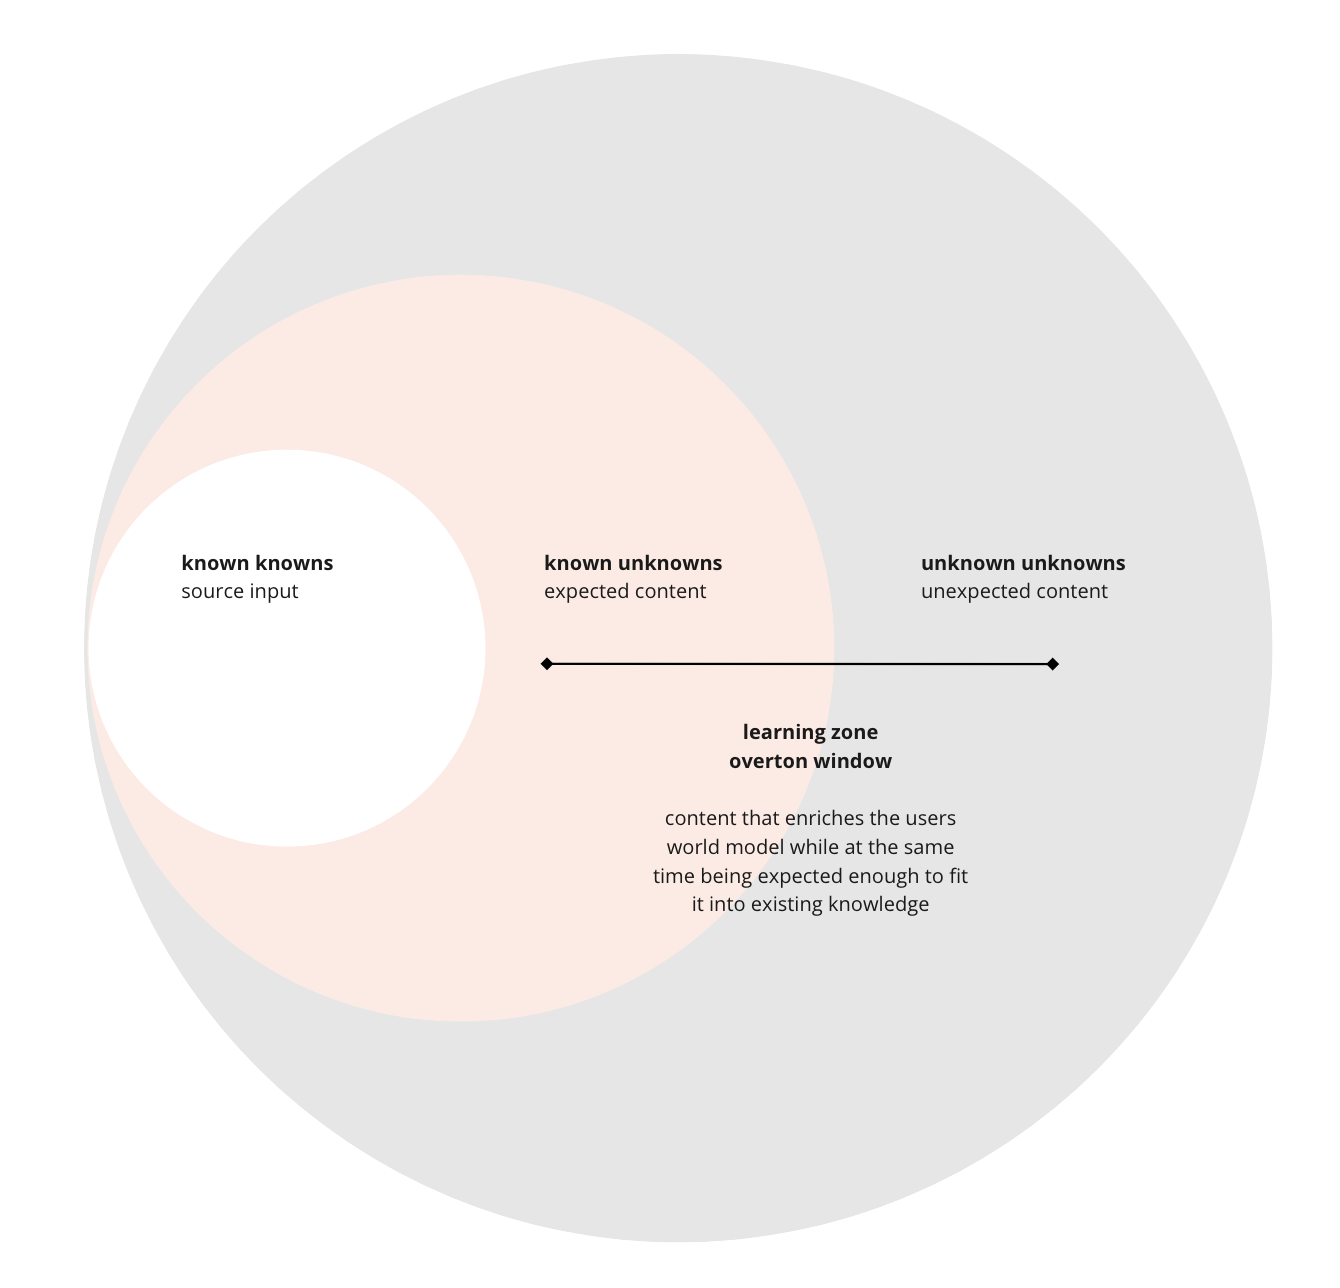 known knowns
source input
known unknowns
expected content
unknown unknowns
unexpected content
learning zone
overton window
content that enriches the users
world model while at the same
time being expected enough to fit
it into existing knowledge